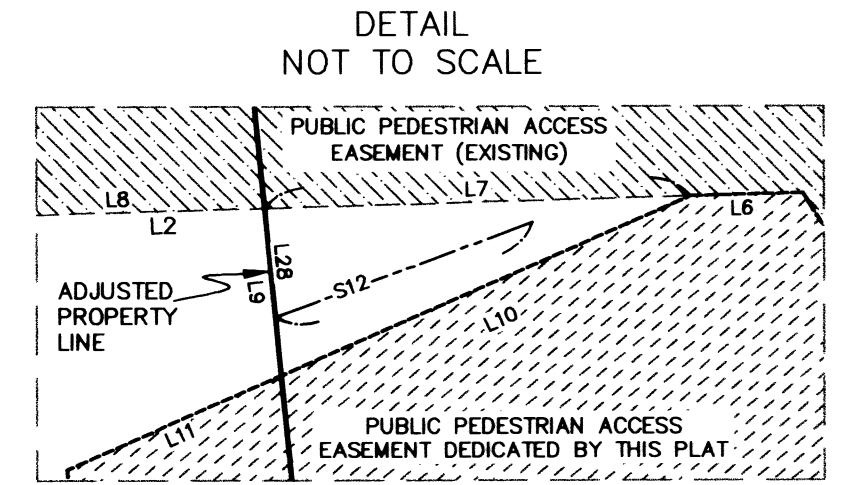 DETAIL
NOT TO SCALE
PUBLIC PEDESTRIAN ACCESS
EASEMENT (EXISTING)
L8
L7
L2
L6
L28
L9
S12
ADJUSTED
PROPERTY
LINE
L10
L11
PUBLIC PEDESTRIAN ACCESS
EASEMENT DEDICATED BY THIS PLAT